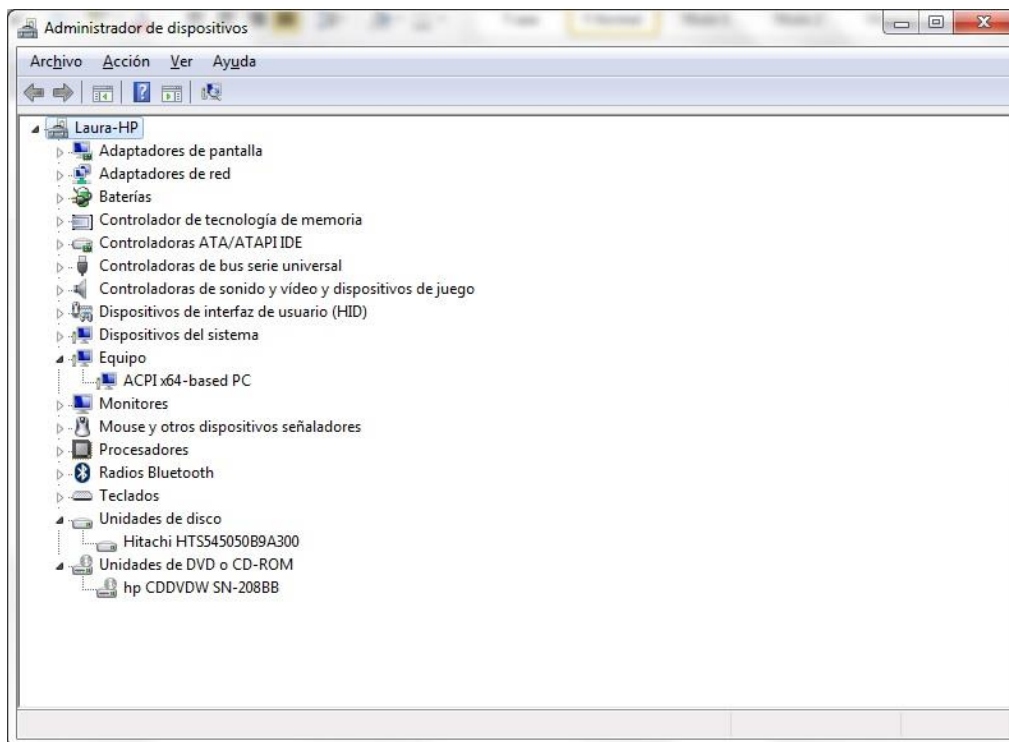 Administrador de dispositivos
Archivo Acción Ver Ayuda
Laura-HP
Adaptadores de pantalla
Adaptadores de red
Baterías
Controlador de tecnología de memoria
Controladoras ATA/ATAPI IDE
Controladoras de bus serie universal
Controladoras de sonido y vídeo y dispositivos de juego
Dispositivos de interfaz de usuario (HID)
Dispositivos del sistema
Equipo
ACPI x64-based PC
Monitores
Mouse y otros dispositivos señaladores
Procesadores
Radios Bluetooth
Teclados
Unidades de disco
Hitachi HTS545050B9A300
Unidades de DVD o CD-ROM
hp CDDVDW SN-208BB